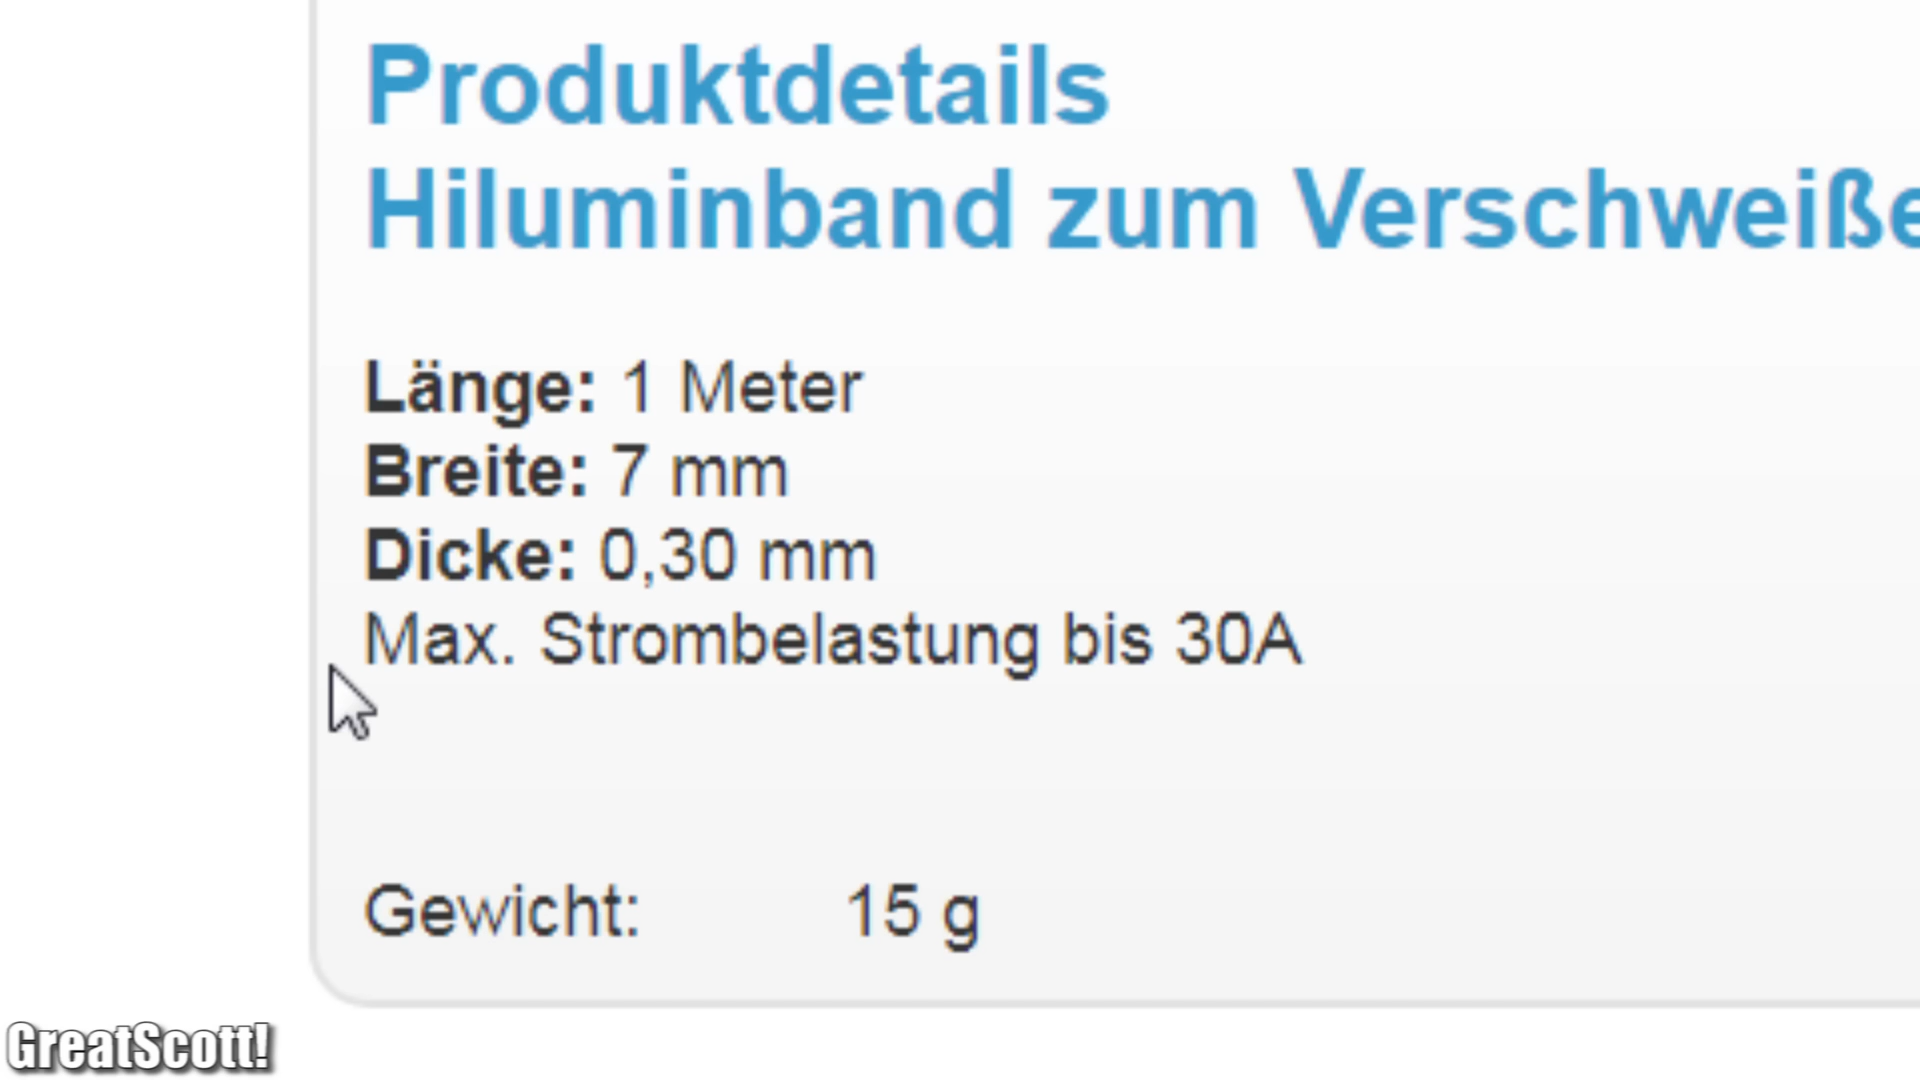 Produktdetails
Hiluminband zum Verschweiße
Länge: 1 Meter
Breite: 7 mm
Dicke: 0,30 mm
Max. Strombelastung bis 30A
Gewicht: 15 g
GreatScott!